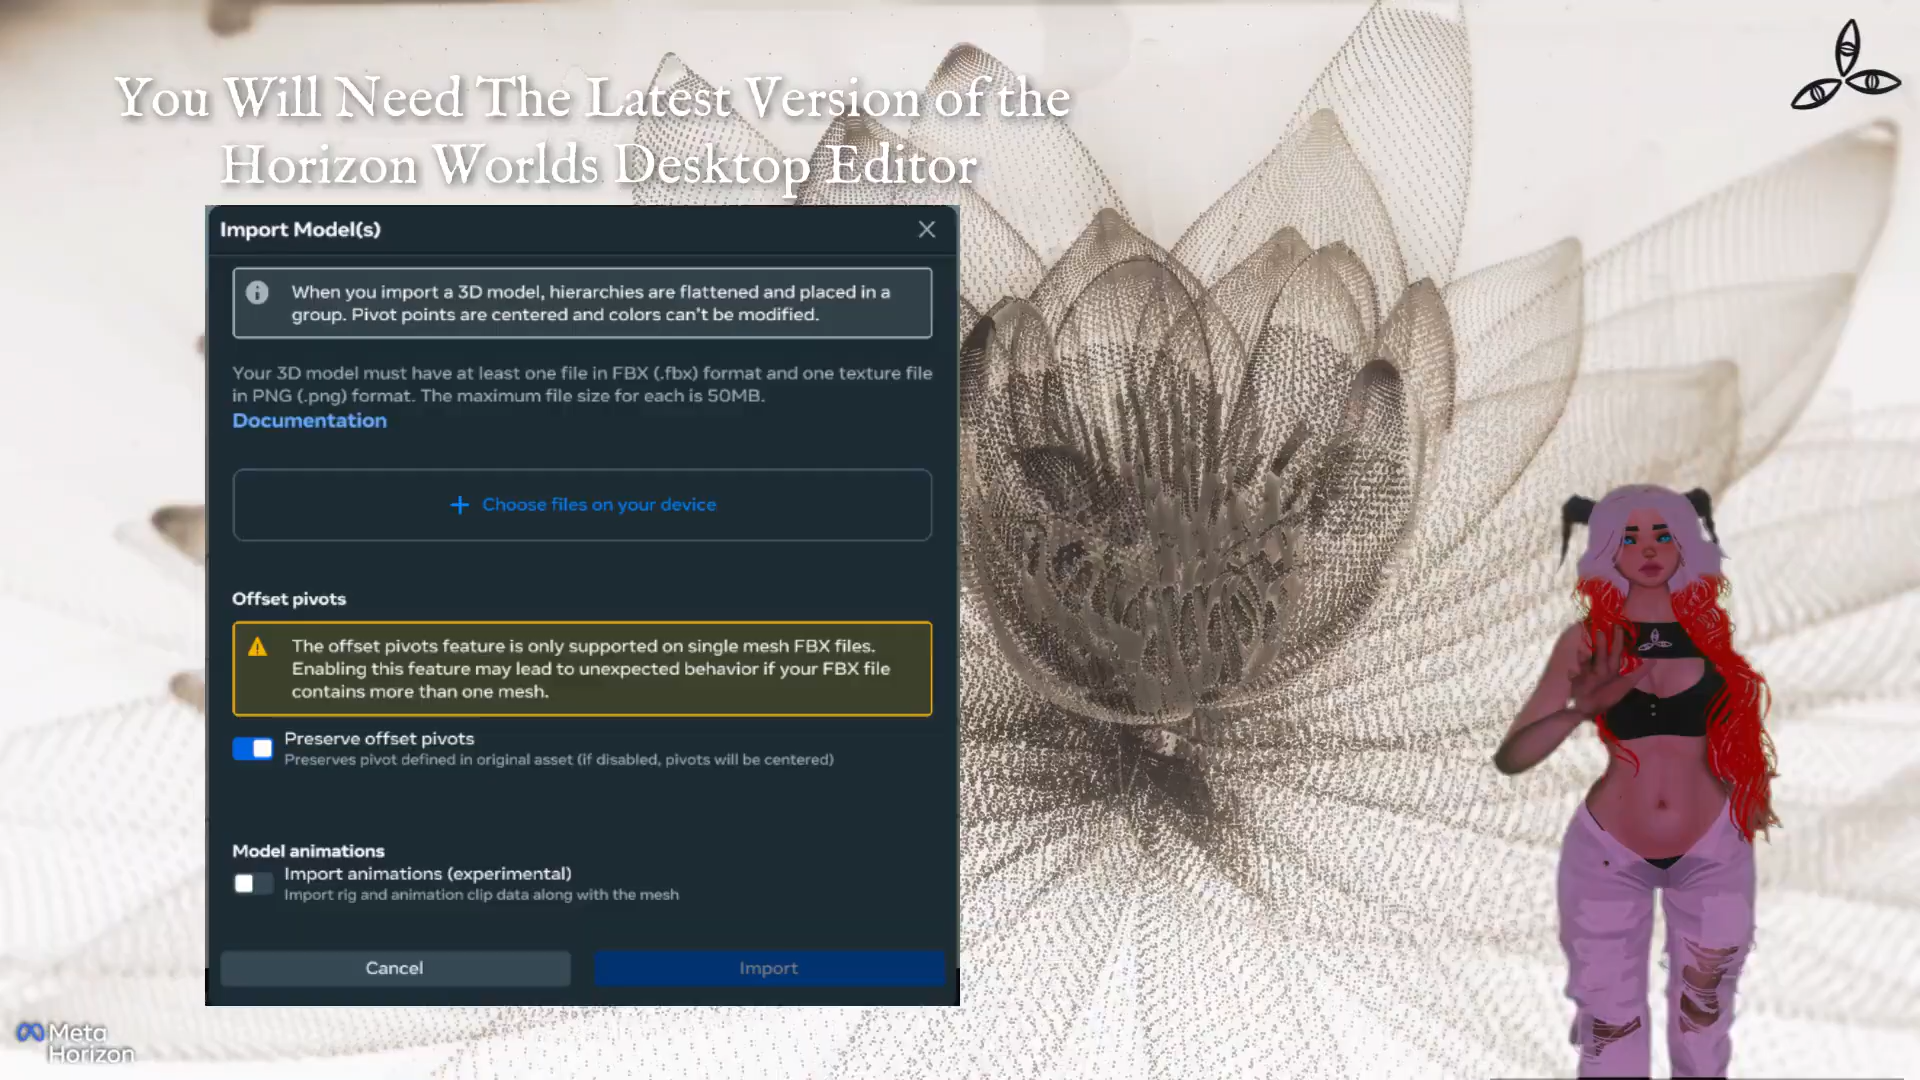 You Will Need The Latest Version of the
Horizon Worlds Desktop Editor
Import Model(s)
When you import a 3D model, hierarchies are flattened and placed in a
group. Pivot points are centered and colors can't be modified.
Your 3D model must have at least one file in FBX (.fbx) format and one texture file
in PNG (.png) format. The maximum file size for each is 50MB.
Documentation
+ Choose files on your device
Offset pivots
The offset pivots feature is only supported on single mesh FBX files.
Enabling this feature may lead to unexpected behavior if your FBX file
contains more than one mesh.
Preserve offset pivots
Preserves pivot defined in original asset (if disabled, pivots will be centered)
Model animations
Import animations (experimental)
Import rig and animation clip data along with the mesh
Cancel
Import
Meta
Horizon